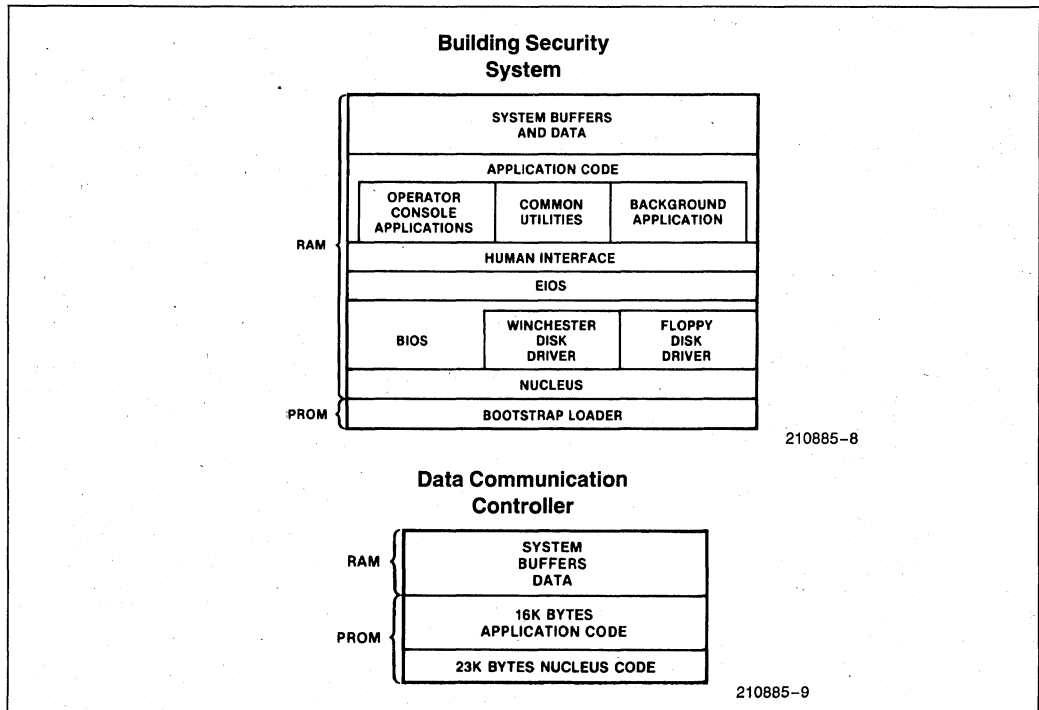 Building Security
System
SYSTEM BUFFERS
AND DATA
APPLICATION CODE
OPERATOR
CONSOLE
APPLICATIONS
COMMON
UTILITIES
BACKGROUND
APPLICATION
RAM
HUMAN INTERFACE
EIOS
BIOS
WINCHESTER
DISK
DRIVER
FLOPPY
DISK
DRIVER
NUCLEUS
PROM
BOOTSTRAP LOADER
210885-8
Data Communication
Controller
RAM
SYSTEM
BUFFERS
DATA
PROM
16K BYTES
APPLICATION CODE
23K BYTES NUCLEUS CODE
210885-9